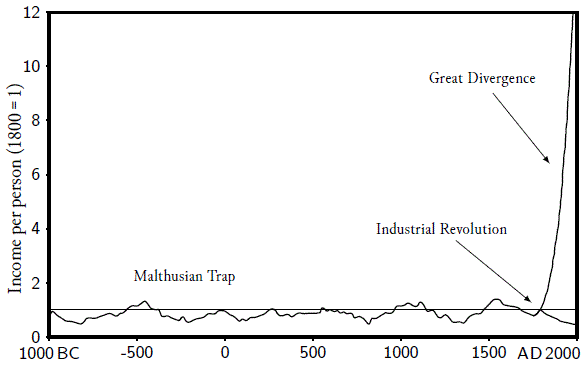 12
10
8
6
4
2
0
Income per person (1800 = 1)
Great Divergence
Industrial Revolution
Malthusian Trap
1000 BC
-500
0
500
1000
1500
AD 2000